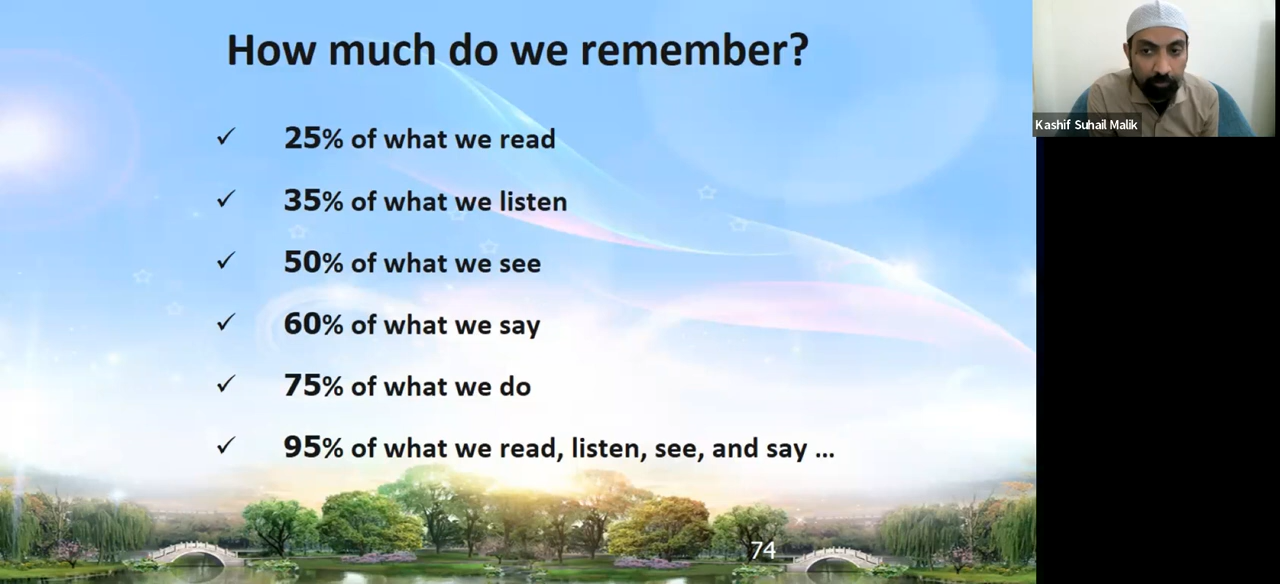 How much do we remember?
✓ 25% of what we read
✓ 35% of what we listen
✓ 50% of what we see
✓ 60% of what we say
✓ 75% of what we do
✓ 95% of what we read, listen, see, and say ...
74
Kashif Suhail Malik